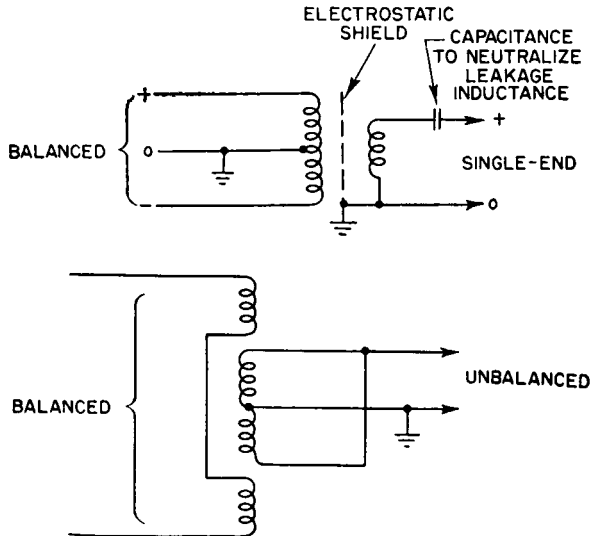 ELECTROSTATIC
SHIELD
CAPACITANCE
TO NEUTRALIZE
LEAKAGE
INDUCTANCE
+
BALANCED
O
–
+
SINGLE-END
O
BALANCED
UNBALANCED